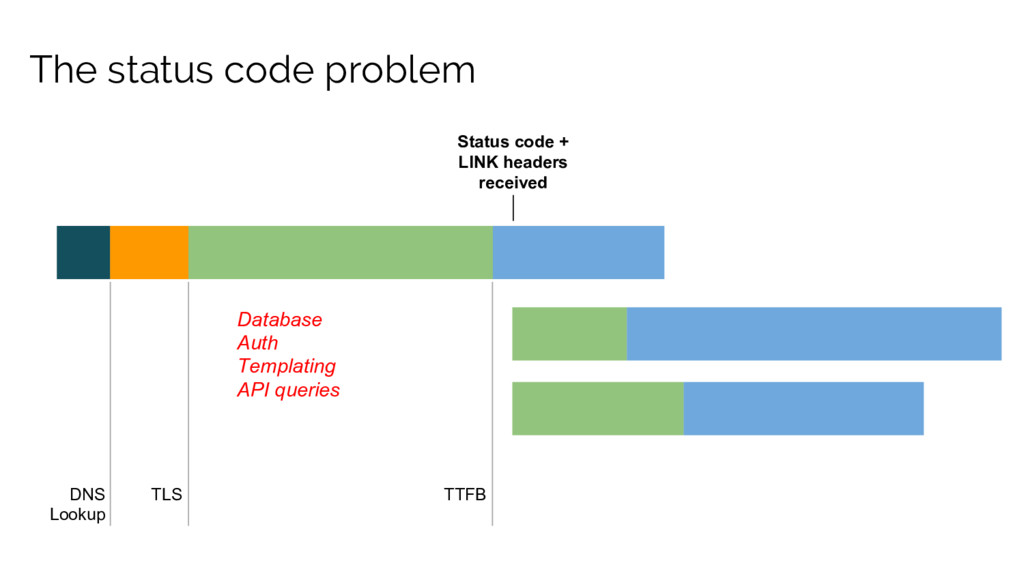 The status code problem
Status code +
LINK headers
received
Database
Auth
Templating
API queries
DNS
Lookup
TLS
TTFB